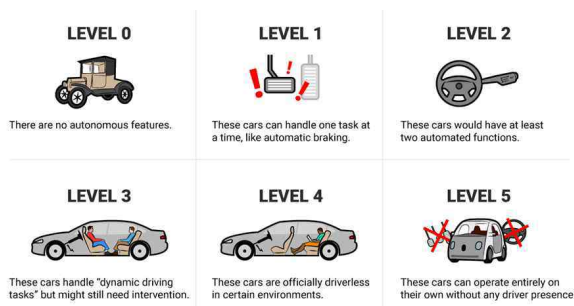 LEVEL 0
There are no autonomous features.
LEVEL 1
These cars can handle one task at
a time, like automatic braking.
LEVEL 2
These cars would have at least
two automated functions.
LEVEL 3
These cars handle “dynamic driving
tasks” but might still need intervention.
LEVEL 4
These cars are officially driverless
in certain environments.
LEVEL 5
These cars can operate entirely on
their own without any driver presence